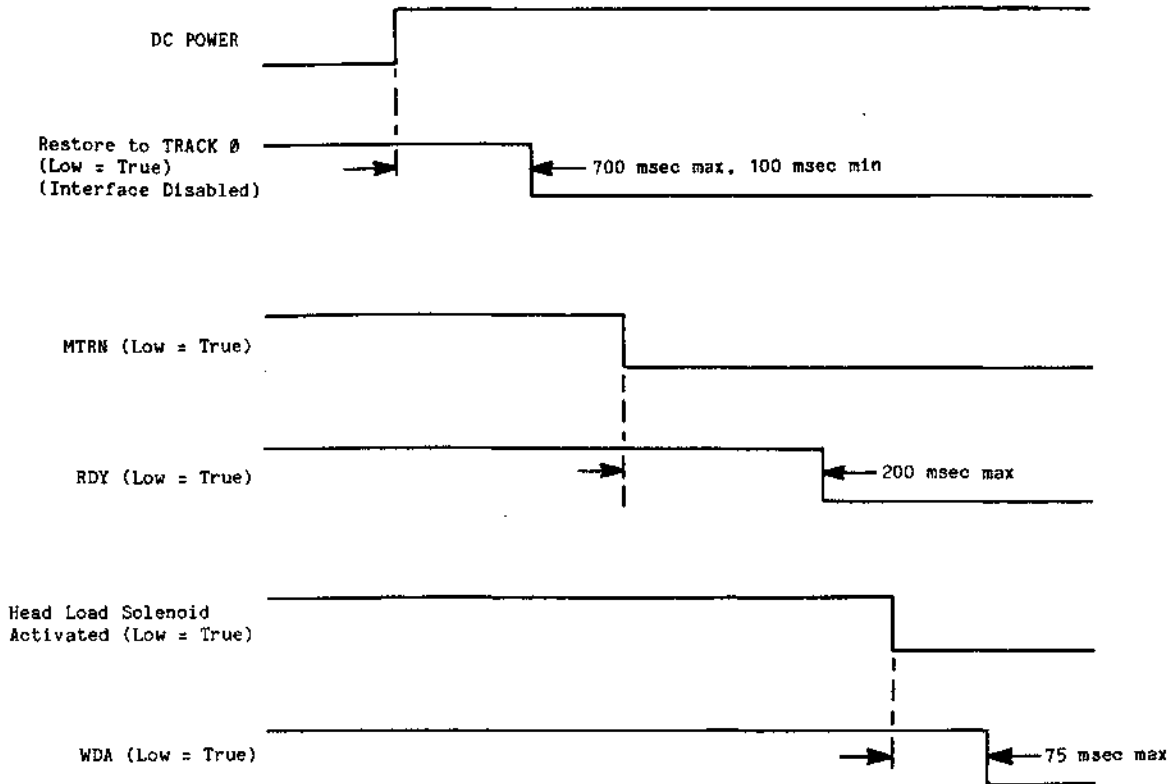 DC POWER
Restore to TRACK 0
(Low = True)
(Interface Disabled)
700 msec max, 100 msec min
MTRN (Low = True)
RDY (Low = True)
200 msec max
Head Load Solenoid
Activated (Low = True)
WDA (Low = True)
75 msec max